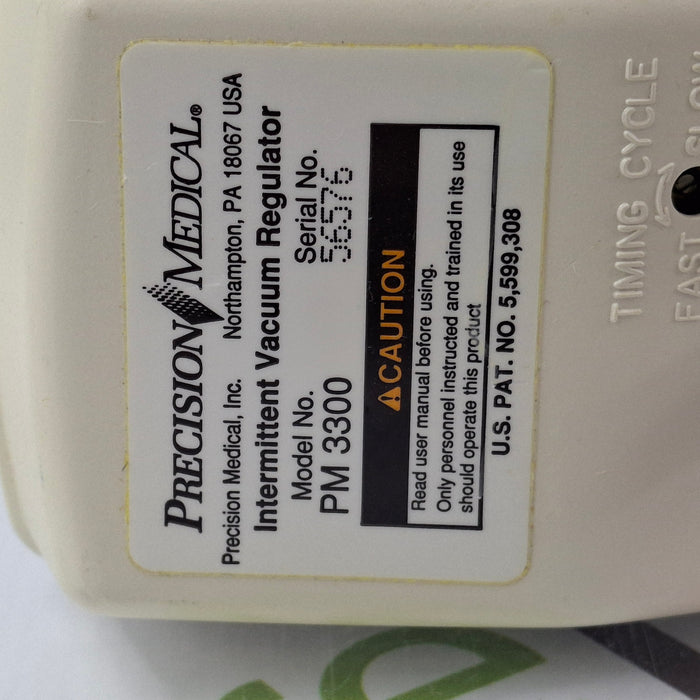 PRECISION MEDICAL®
Precision Medical, Inc. Northampton, PA 18067 USA
Intermittent Vacuum Regulator
Model No. Serial No.
PM 3300 56576
⚠CAUTION
Read user manual before using.
Only personnel instructed and trained in its use
should operate this product
U.S. PAT. NO. 5,599,308
TIMING CYCLE
FAST SLOW